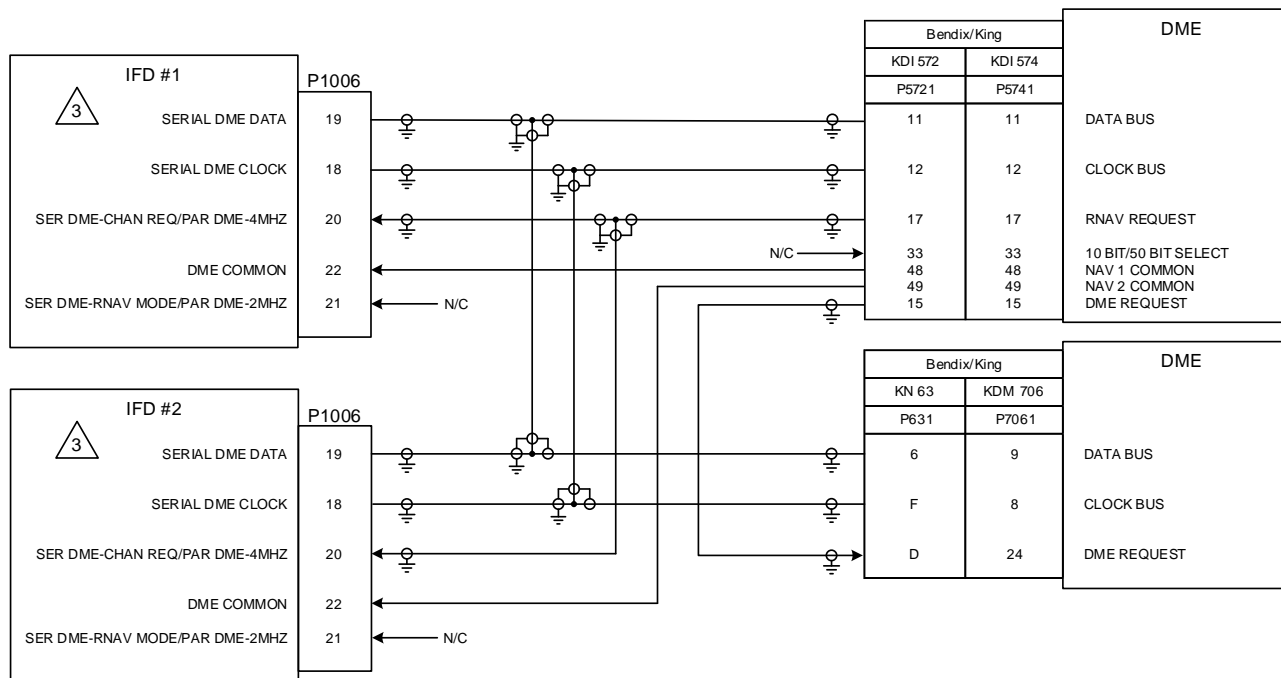 IFD #1
3
P1006
SERIAL DME DATA 19
SERIAL DME CLOCK 18
SER DME-CHAN REQ/PAR DME-4MHZ 20
DME COMMON 22
SER DME-RNAV MODE/PAR DME-2MHZ 21
N/C
N/C
Bendix/King
DME
KDI 572 KDI 574
P5721 P5741
11 11 DATA BUS
12 12 CLOCK BUS
17 17 RNAV REQUEST
33 33 10 BIT/50 BIT SELECT
48 48 NAV 1 COMMON
49 49 NAV 2 COMMON
15 15 DME REQUEST
IFD #2
3
P1006
SERIAL DME DATA 19
SERIAL DME CLOCK 18
SER DME-CHAN REQ/PAR DME-4MHZ 20
DME COMMON 22
SER DME-RNAV MODE/PAR DME-2MHZ 21
N/C
Bendix/King
DME
KN 63 KDM 706
P631 P7061
6 9 DATA BUS
F 8 CLOCK BUS
D 24 DME REQUEST